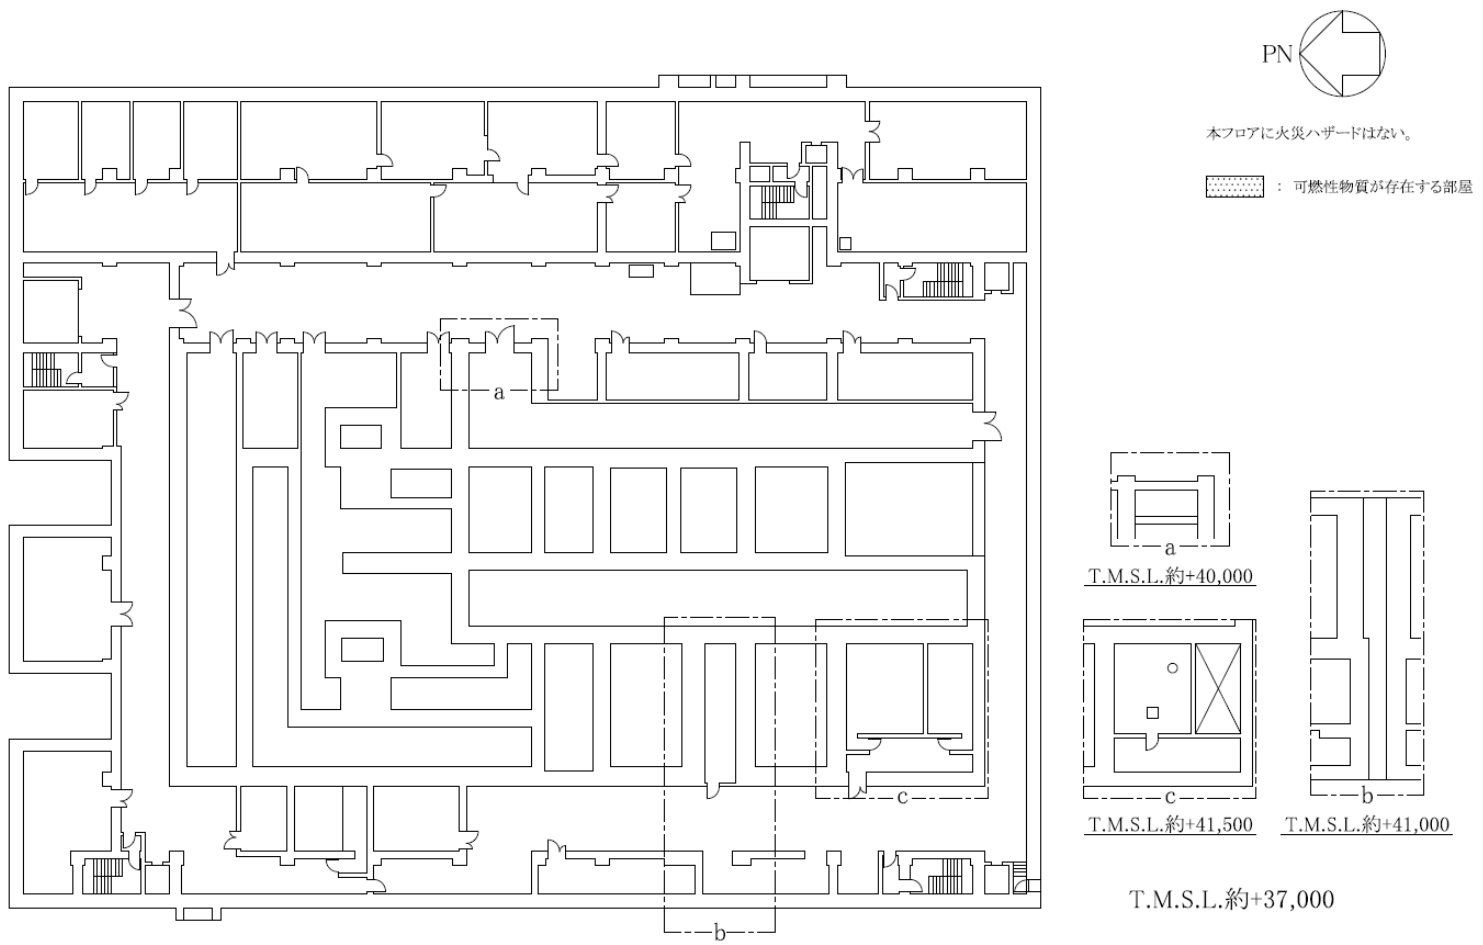 PN
本フロアに火災ハザードはない。
： 可燃性物質が存在する部屋
a
a
T.M.S.L.約+40,000
c
c
b
T.M.S.L.約+41,500
T.M.S.L.約+41,000
T.M.S.L.約+37,000
b